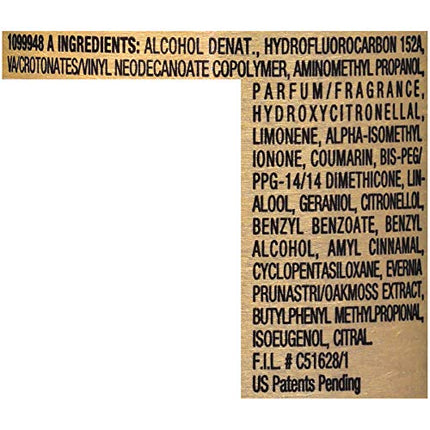 1099948 A INGREDIENTS: ALCOHOL DENAT., HYDROFLUOROCARBON 152A,
VA/CROTONATES/VINYL NEODECANOATE COPOLYMER, AMINOMETHYL PROPANOL,
PARFUM/FRAGRANCE,
HYDROXYCITRONELLAL,
LIMONENE, ALPHA-ISOMETHYL
IONONE, COUMARIN, BIS-PEG/
PPG-14/14 DIMETHICONE, LIN-
ALOOL, GERANIOL, CITRONELLOL,
BENZYL BENZOATE, BENZYL
ALCOHOL, AMYL CINNAMAL,
CYCLOPENTASILOXANE, EVERNIA
PRUNASTRI/OAKMOSS EXTRACT,
BUTYLPHENYL METHYLPROPIONAL,
ISOEUGENOL, CITRAL.
F.I.L. # C51628/1
US Patents Pending